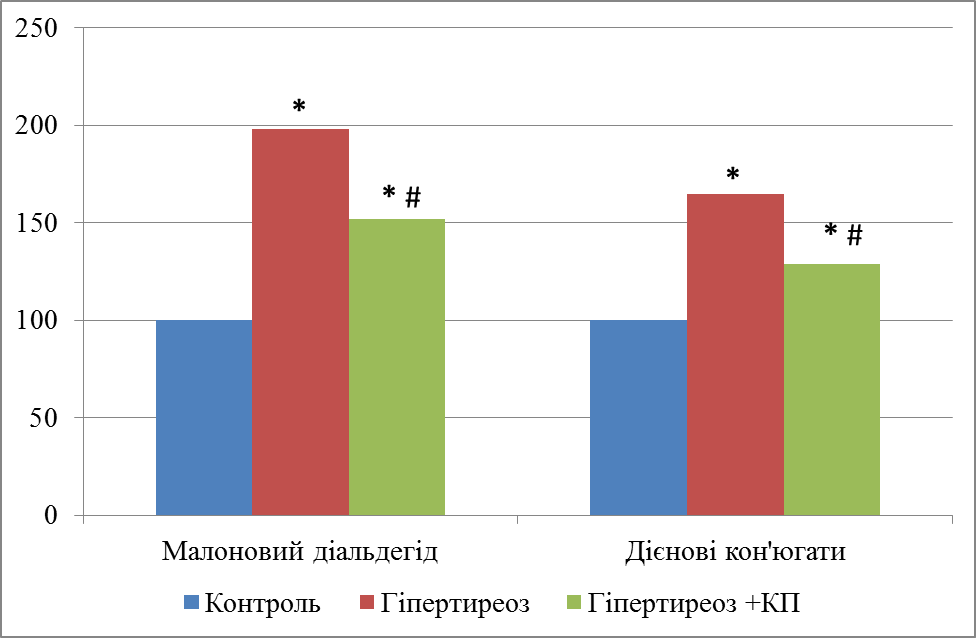 250
200
150
100
50
0
*
* #
*
* #
Малоновий діальдегід
Дієнові кон'югати
Контроль
Гіпертиреоз
Гіпертиреоз +КП